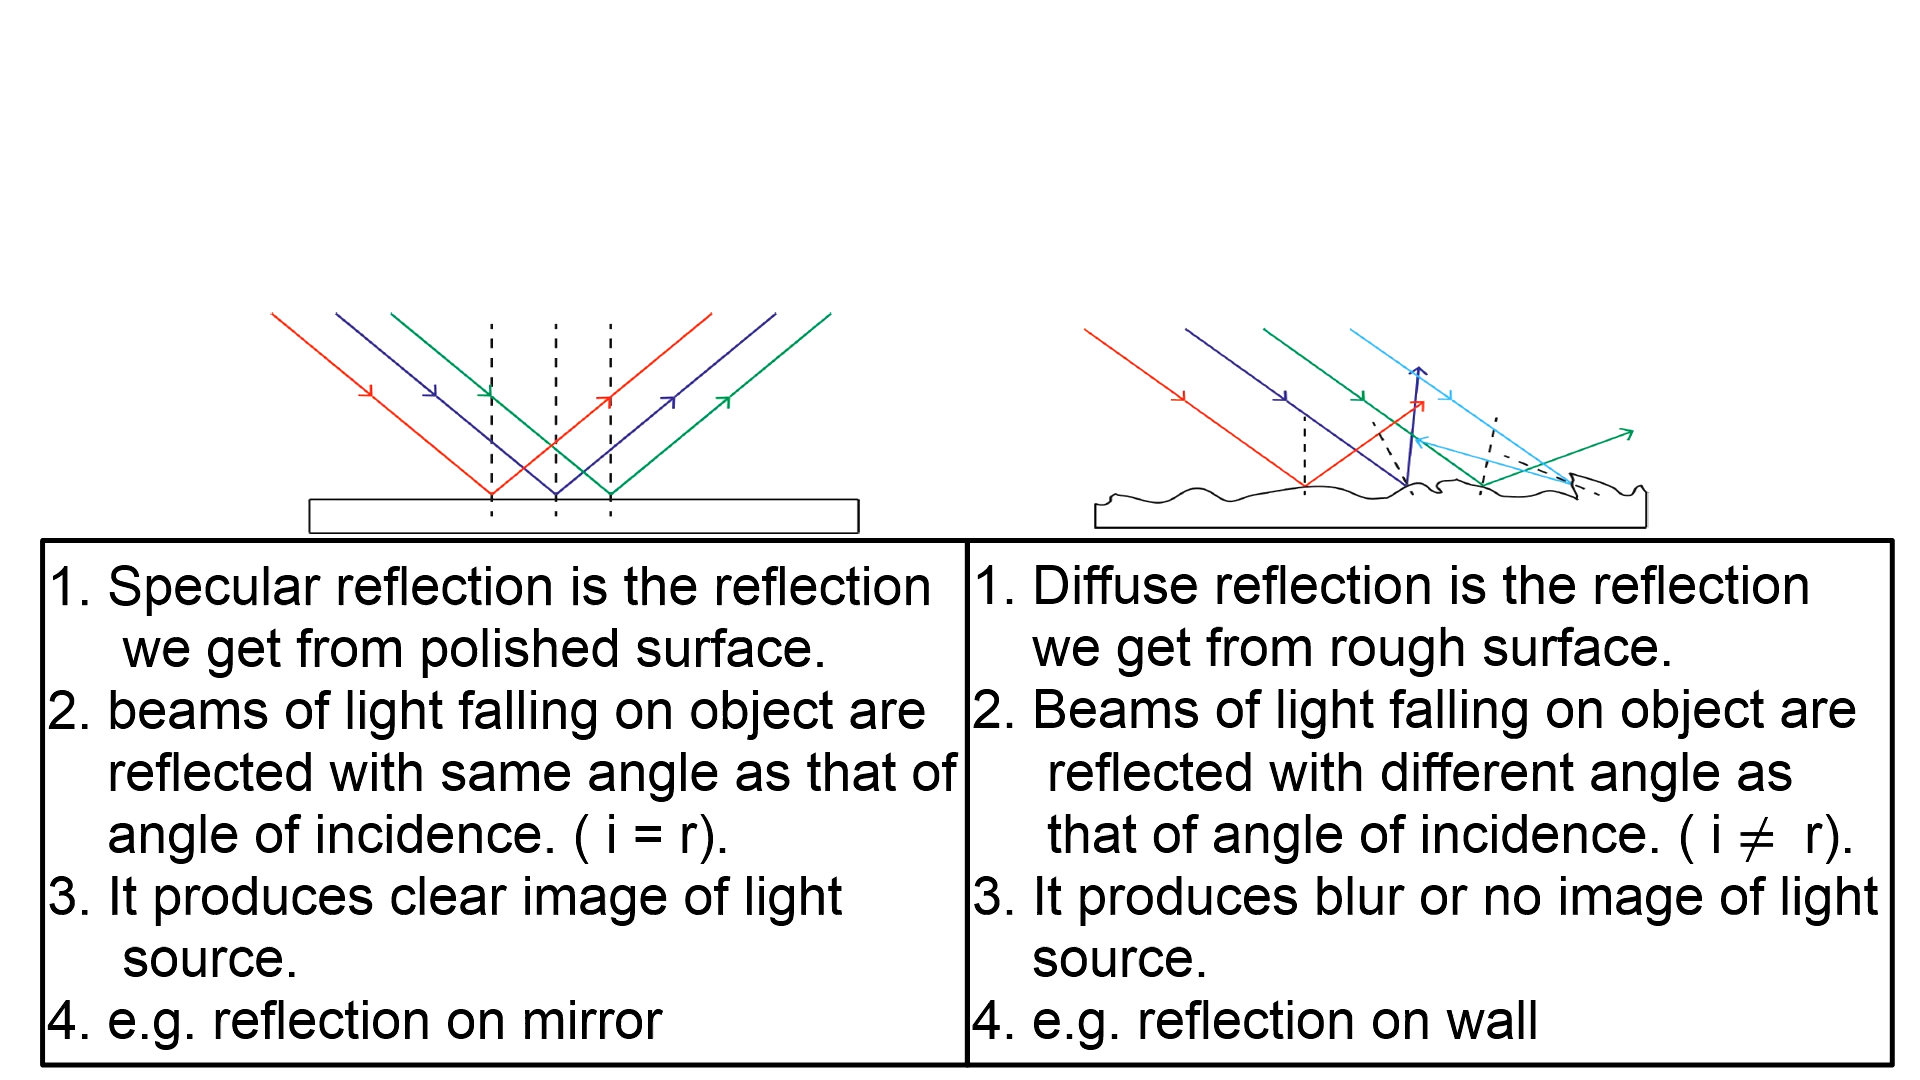 1. Specular reflection is the reflection
we get from polished surface.
2. beams of light falling on object are
reflected with same angle as that of
angle of incidence. ( i = r).
3. It produces clear image of light
source.
4. e.g. reflection on mirror
1. Diffuse reflection is the reflection
we get from rough surface.
2. Beams of light falling on object are
reflected with different angle as
that of angle of incidence. ( i ≠ r).
3. It produces blur or no image of light
source.
4. e.g. reflection on wall